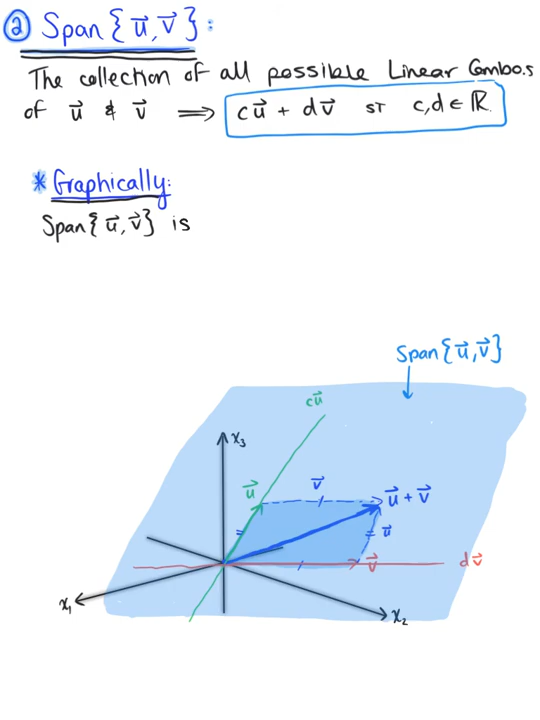 ② Span{u⃗,v⃗}:
The collection of all possible Linear Combo.s
of u⃗ & v⃗ ⟹ cu⃗ + dv⃗ ST c,d ∈ ℝ.
* Graphically:
Span{u⃗,v⃗} is
Span{u⃗,v⃗}
cu⃗
x₃
u⃗
v⃗
u⃗ + v⃗
= = u⃗
v⃗
dv⃗
x₁
x₂